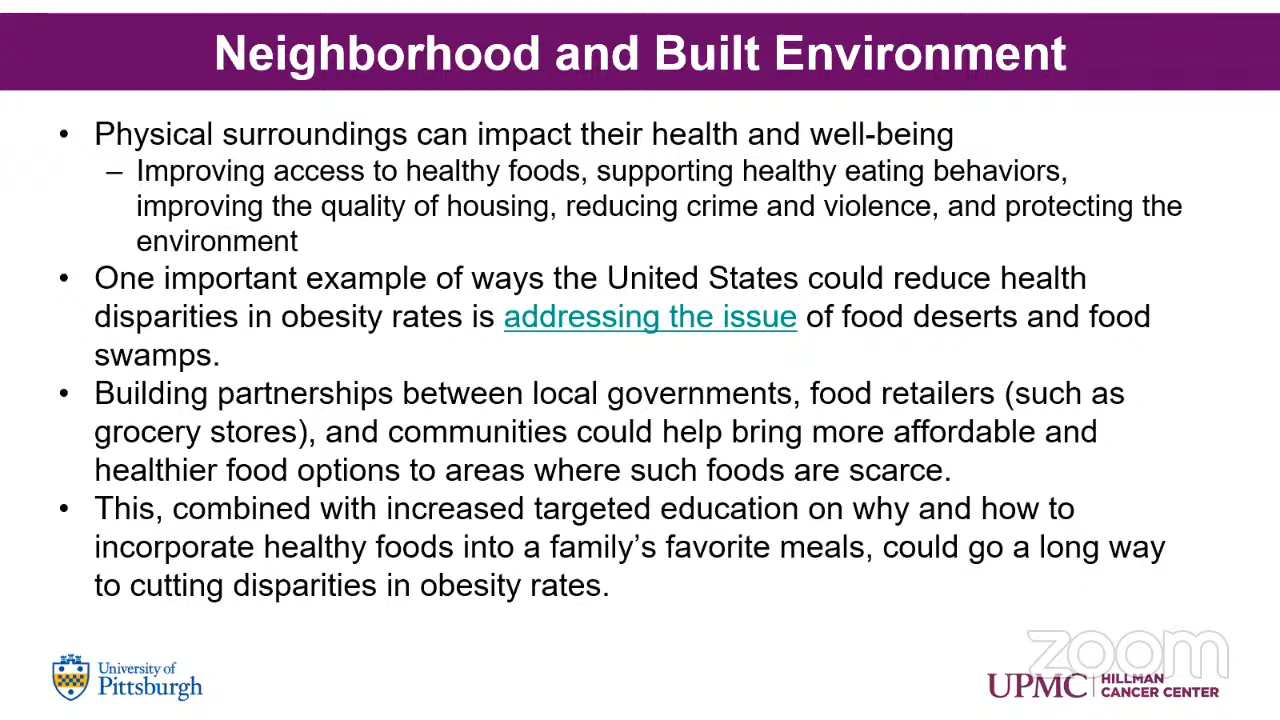 Neighborhood and Built Environment
• Physical surroundings can impact their health and well-being
– Improving access to healthy foods, supporting healthy eating behaviors,
improving the quality of housing, reducing crime and violence, and protecting the
environment
• One important example of ways the United States could reduce health
disparities in obesity rates is addressing the issue of food deserts and food
swamps.
• Building partnerships between local governments, food retailers (such as
grocery stores), and communities could help bring more affordable and
healthier food options to areas where such foods are scarce.
• This, combined with increased targeted education on why and how to
incorporate healthy foods into a family’s favorite meals, could go a long way
to cutting disparities in obesity rates.
University of
Pittsburgh
zoom
UPMC
HILLMAN
CANCER CENTER